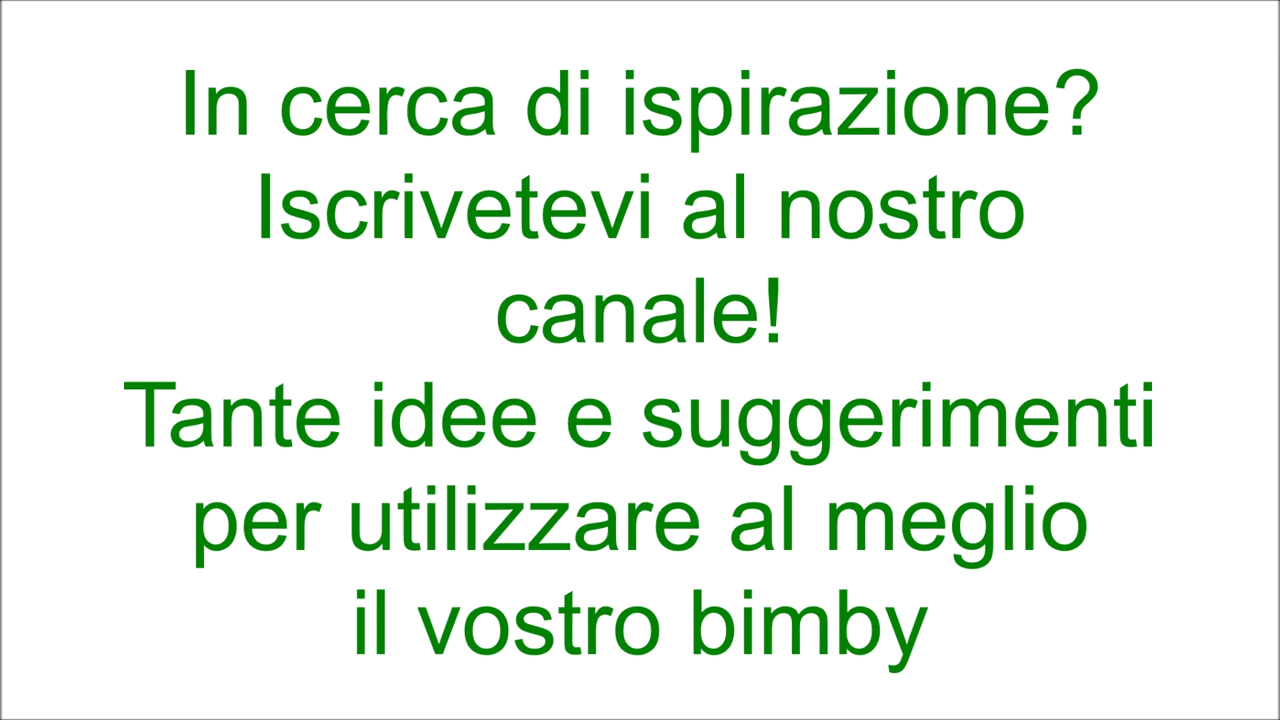 In cerca di ispirazione?
Iscrivetevi al nostro
canale!
Tante idee e suggerimenti
per utilizzare al meglio
il vostro bimby